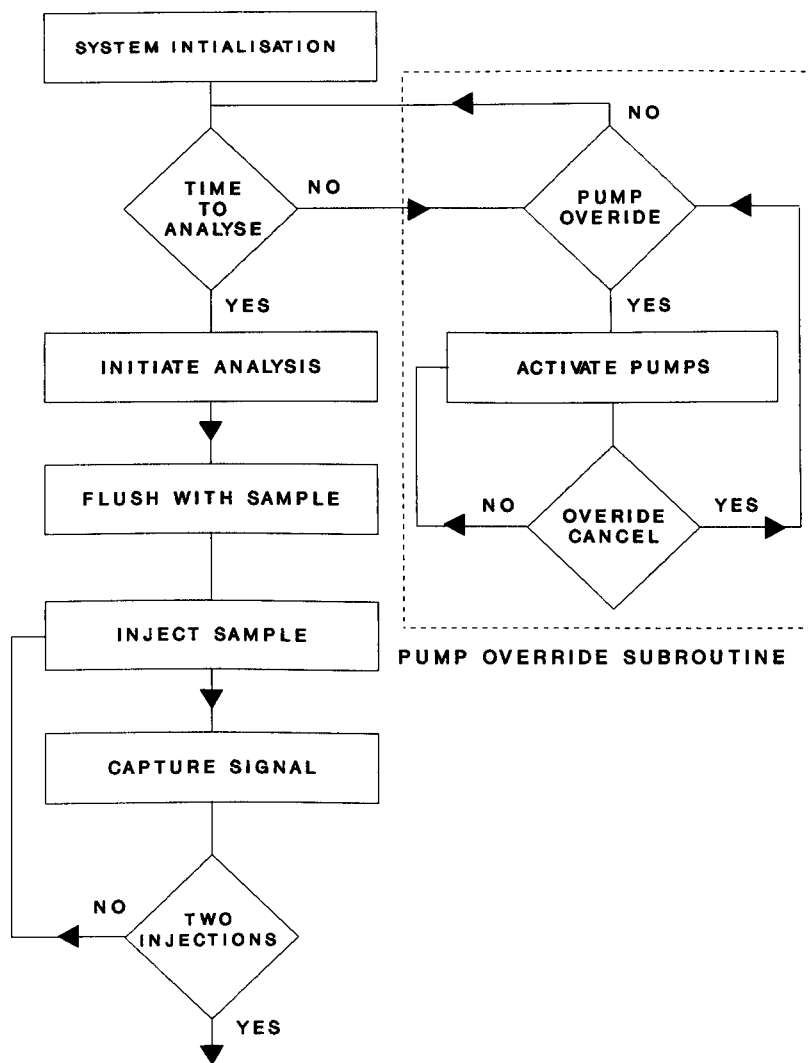 SYSTEM INTIALISATION
NO
TIME
TO
ANALYSE
NO
PUMP
OVERIDE
YES
YES
INITIATE ANALYSIS
ACTIVATE PUMPS
FLUSH WITH SAMPLE
NO
OVERIDE
CANCEL
YES
INJECT SAMPLE
PUMP OVERRIDE SUBROUTINE
CAPTURE SIGNAL
NO
TWO
INJECTIONS
YES